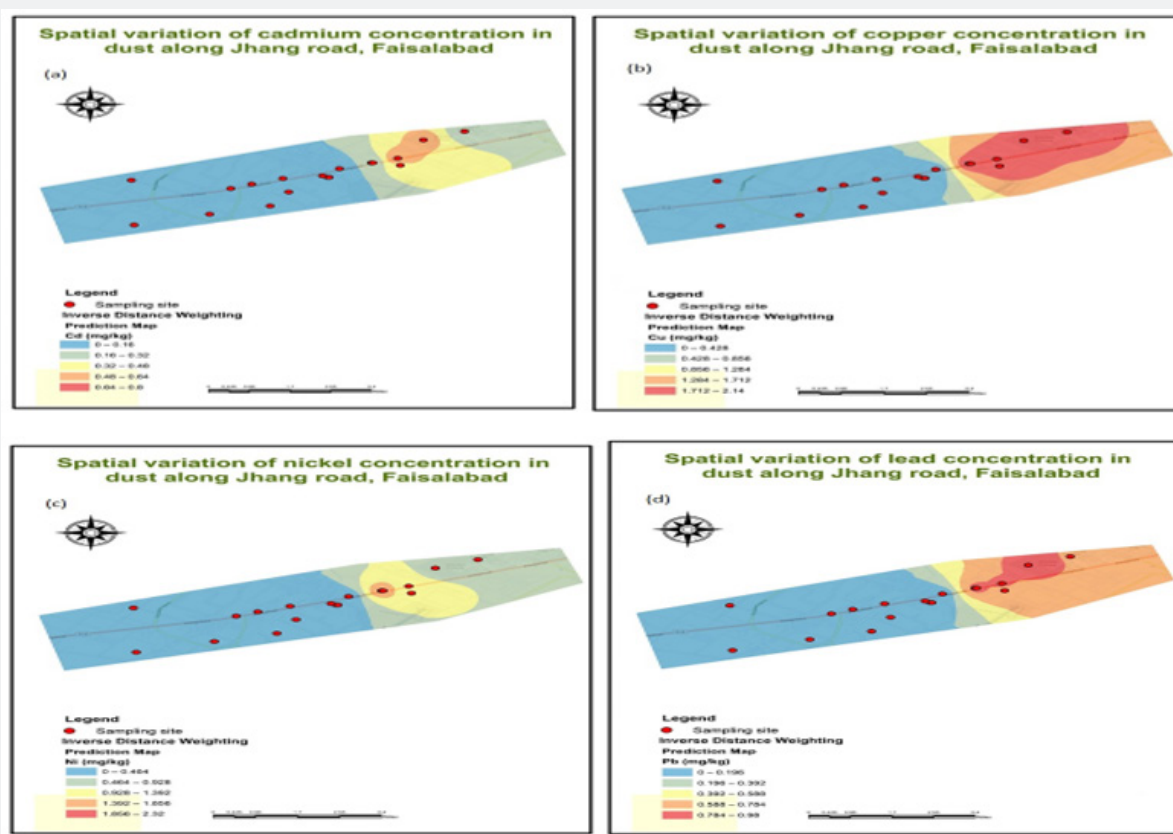 Spatial variation of cadmium concentration in
dust along Jhang road, Faisalabad
(a)
Legend
Sampling site
Inverse Distance Weighting
Prediction Map
Cd (mg/kg)
0 – 0.16
0.16 – 0.32
0.32 – 0.48
0.48 – 0.64
0.64 – 0.8
Spatial variation of copper concentration in
dust along Jhang road, Faisalabad
(b)
Legend
Sampling site
Inverse Distance Weighting
Prediction Map
Cu (mg/kg)
0 – 0.428
0.428 – 0.856
0.856 – 1.284
1.284 – 1.712
1.712 – 2.14
Spatial variation of nickel concentration in
dust along Jhang road, Faisalabad
(c)
Legend
Sampling site
Inverse Distance Weighting
Prediction Map
Ni (mg/kg)
0 – 0.464
0.464 – 0.928
0.928 – 1.392
1.392 – 1.856
1.856 – 2.32
Spatial variation of lead concentration in
dust along Jhang road, Faisalabad
(d)
Legend
Sampling site
Inverse Distance Weighting
Prediction Map
Pb (mg/kg)
0 – 0.196
0.196 – 0.392
0.392 – 0.588
0.588 – 0.784
0.784 – 0.98